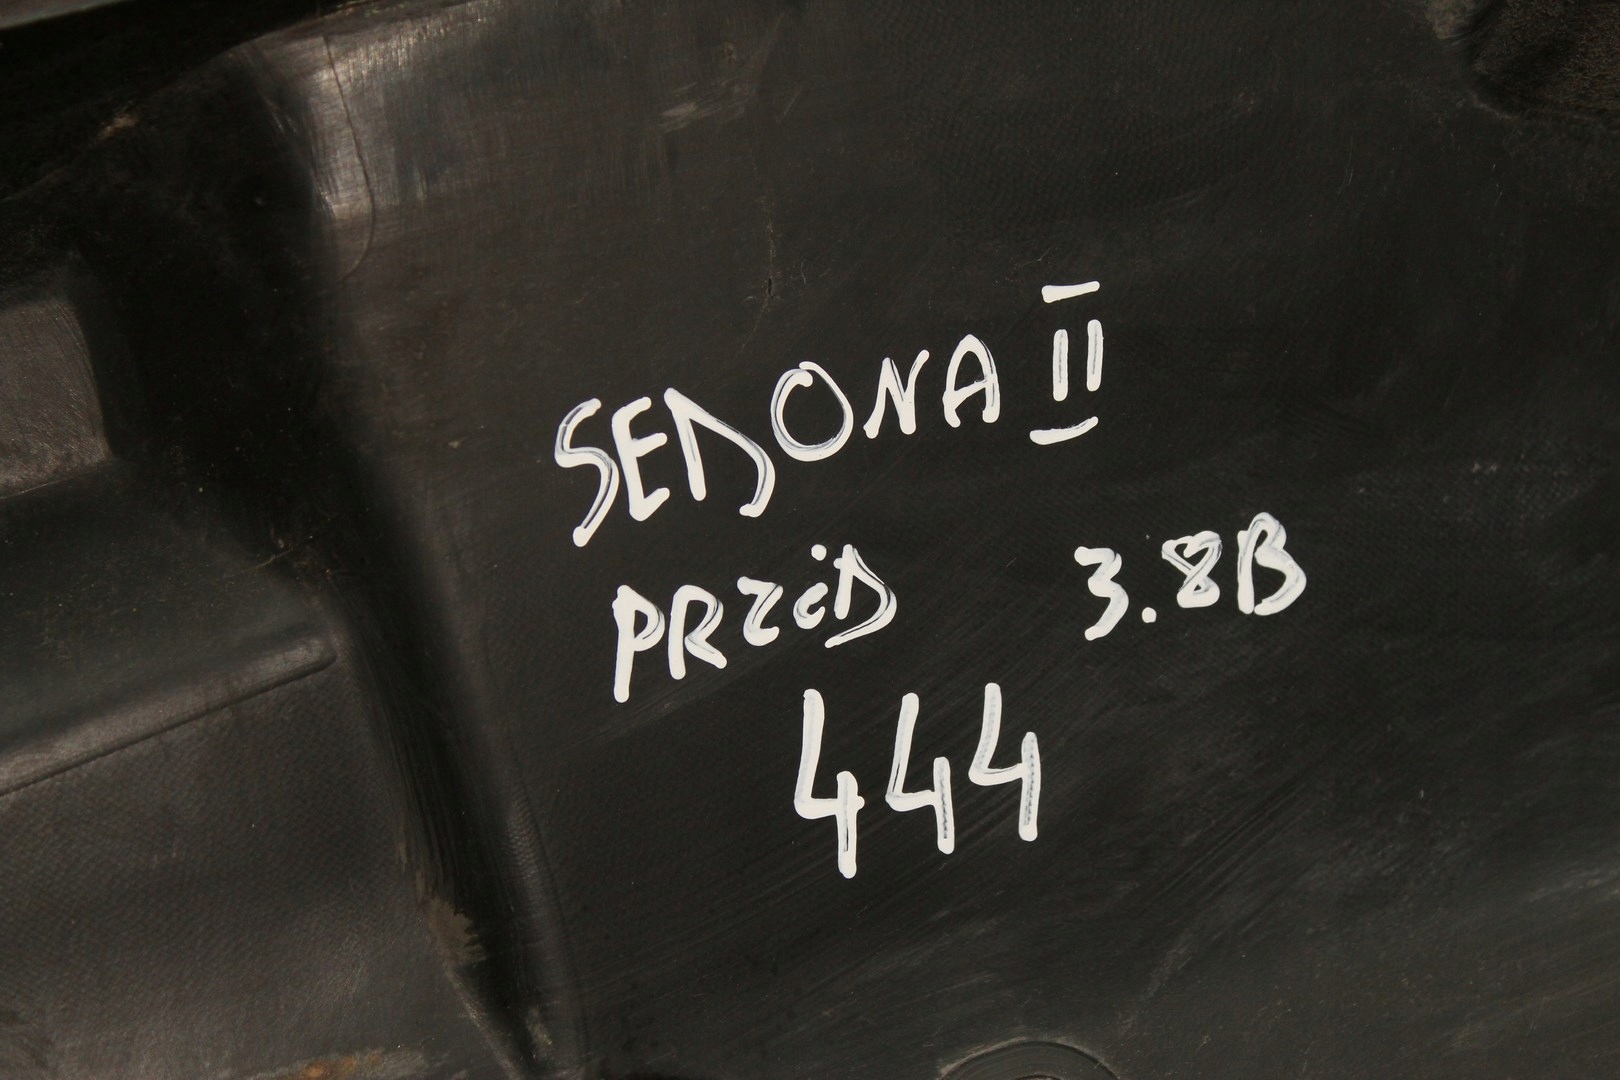 SEDONA II
PRZÓD 3.8B
444